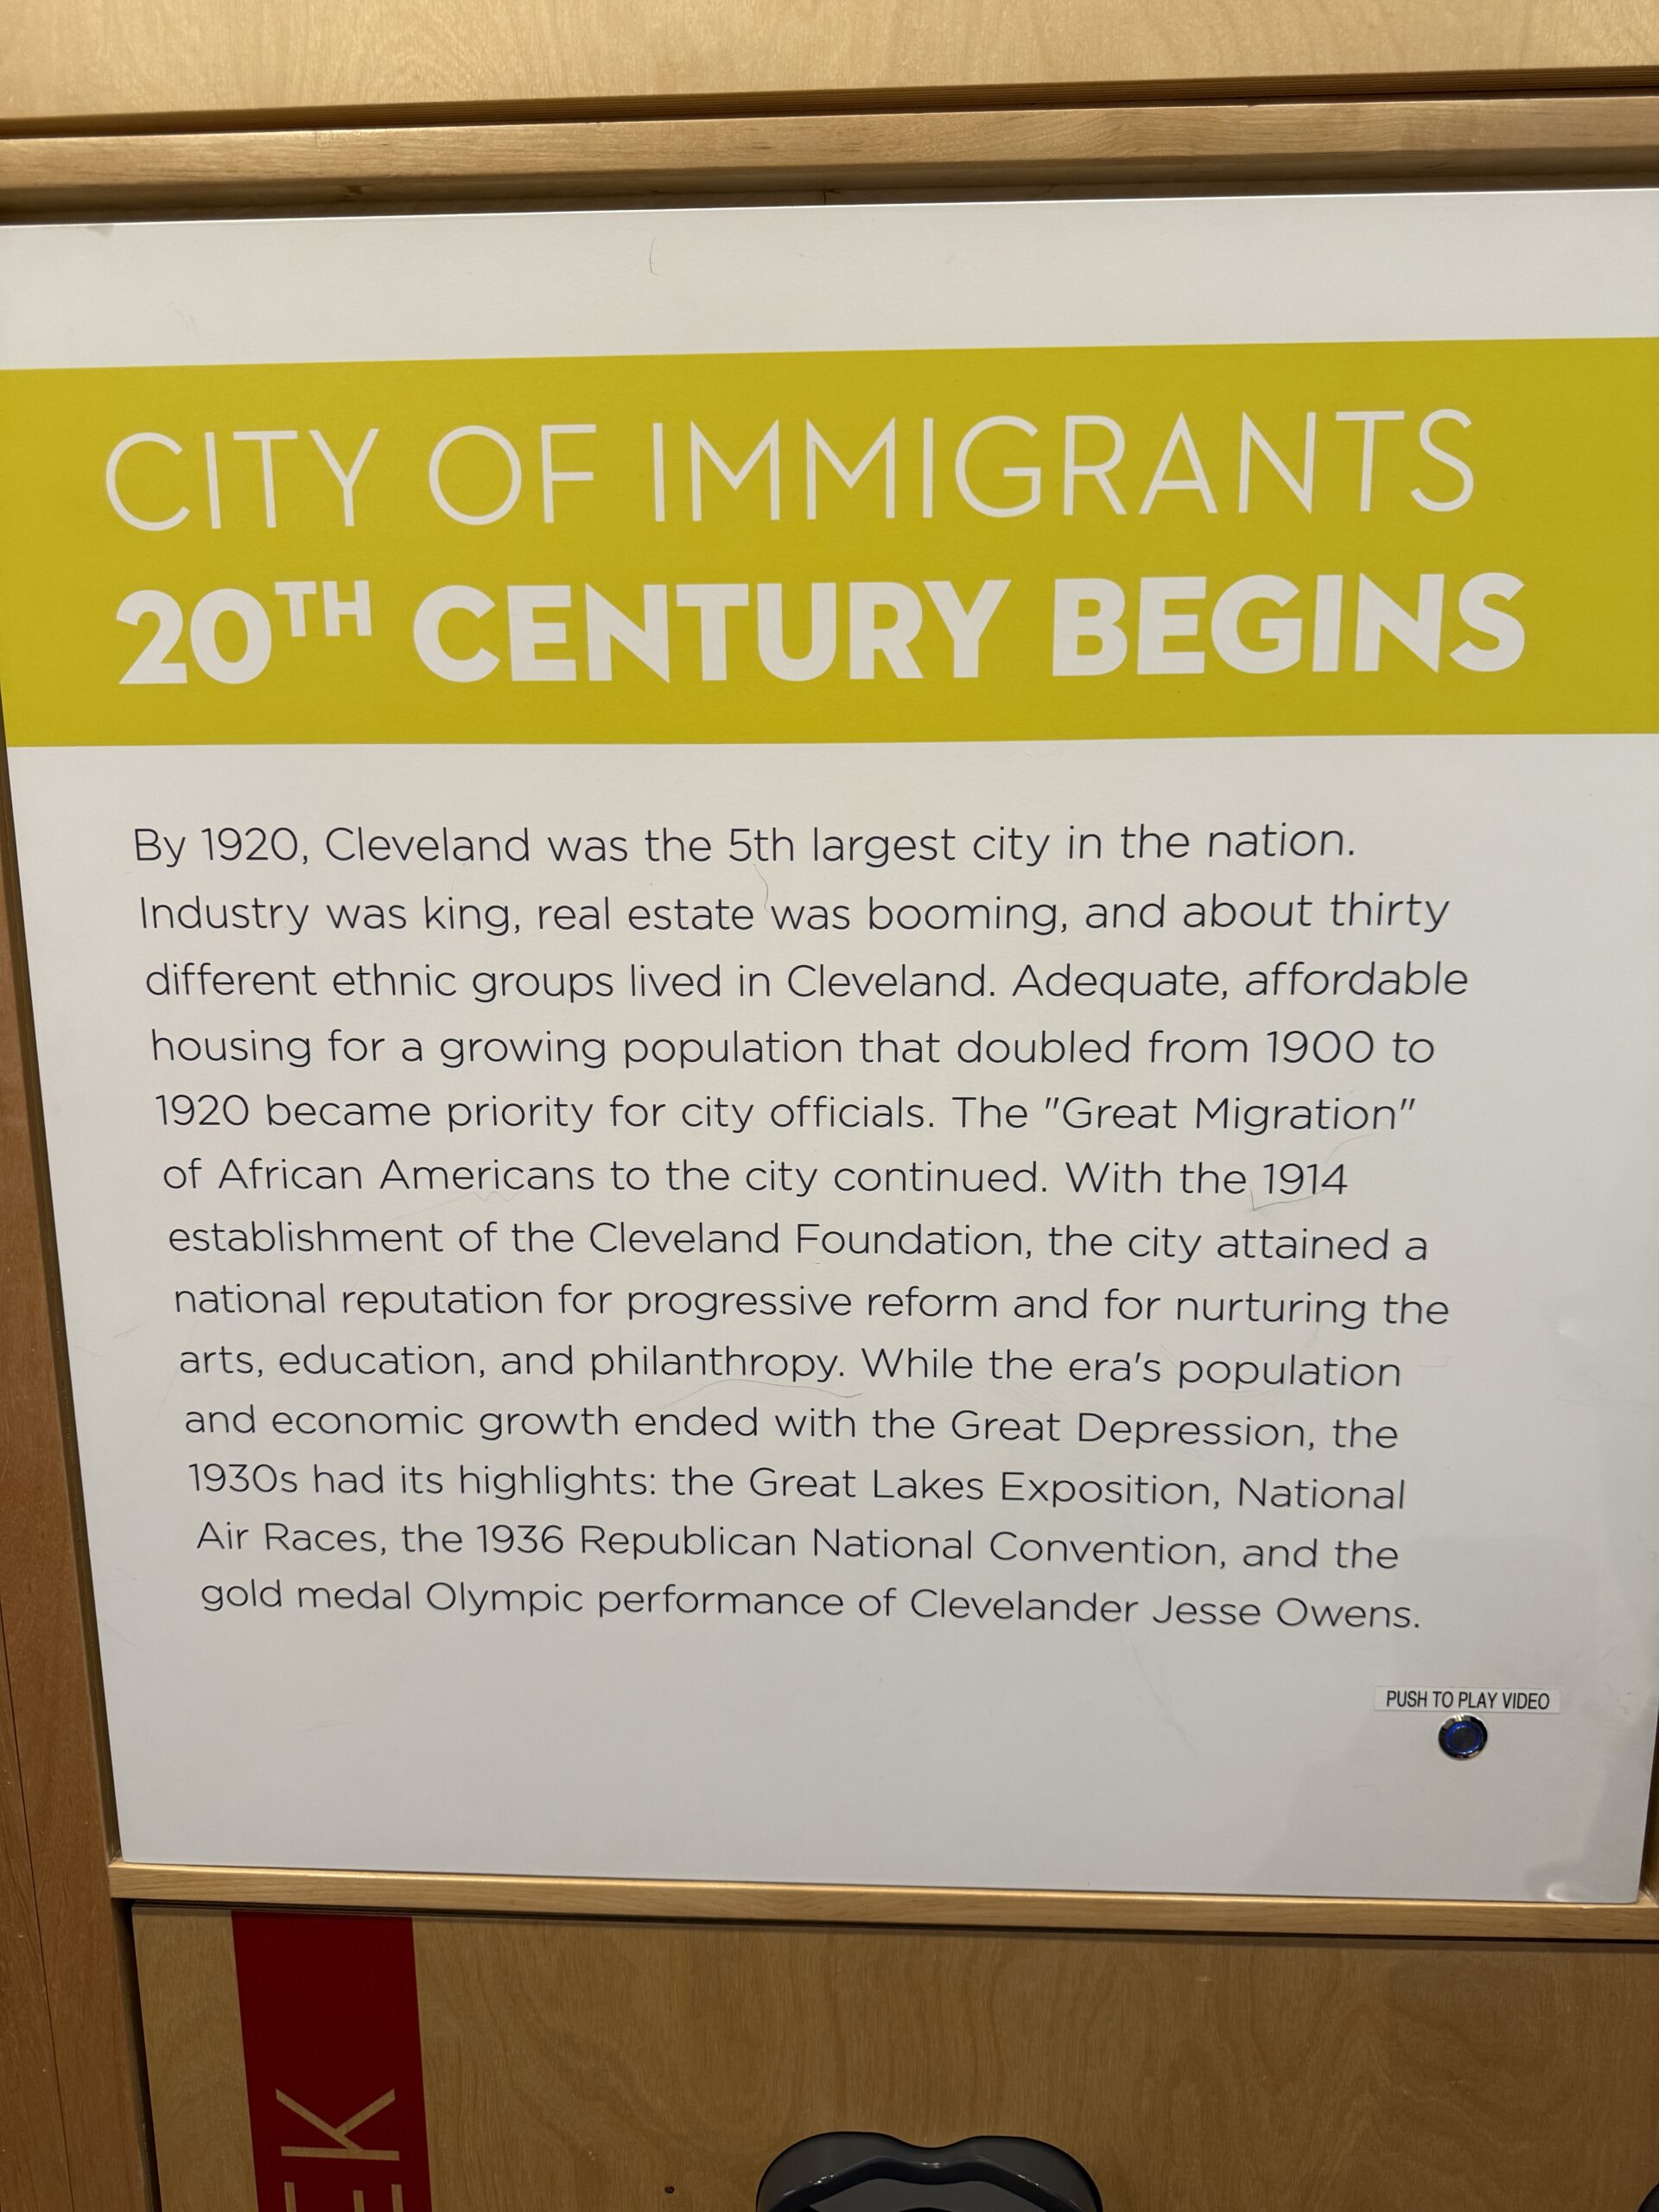 CITY OF IMMIGRANTS
20TH CENTURY BEGINS
By 1920, Cleveland was the 5th largest city in the nation.
Industry was king, real estate was booming, and about thirty
different ethnic groups lived in Cleveland. Adequate, affordable
housing for a growing population that doubled from 1900 to
1920 became priority for city officials. The "Great Migration"
of African Americans to the city continued. With the 1914
establishment of the Cleveland Foundation, the city attained a
national reputation for progressive reform and for nurturing the
arts, education, and philanthropy. While the era's population
and economic growth ended with the Great Depression, the
1930s had its highlights: the Great Lakes Exposition, National
Air Races, the 1936 Republican National Convention, and the
gold medal Olympic performance of Clevelander Jesse Owens.
PUSH TO PLAY VIDEO